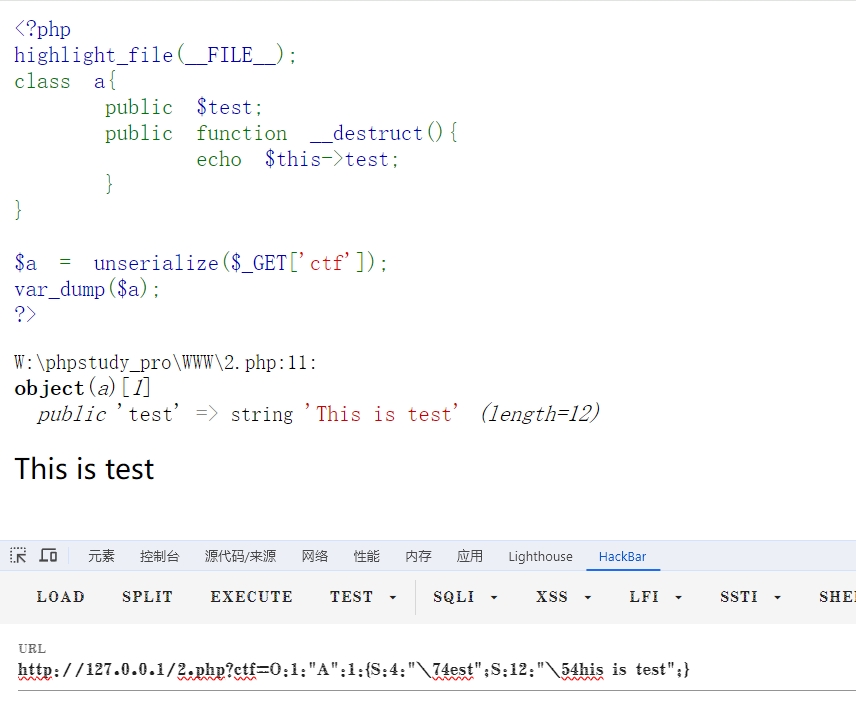 <?php
highlight_file(__FILE__);
class a{
public $test;
public function __destruct(){
echo $this->test;
}
}
$a = unserialize($_GET['ctf']);
var_dump($a);
?>
W:\phpstudy_pro\WWW\2.php:11:
object(a)[1]
public 'test' => string 'This is test' (length=12)
This is test
元素 控制台 源代码/来源 网络 性能 内存 应用 Lighthouse HackBar
LOAD SPLIT EXECUTE TEST SQLI XSS LFI SSTI SHE
URL
http://127.0.0.1/2.php?ctf=O:1:"A":1:{S:4:"\74est";S:12:"\54his is test";}